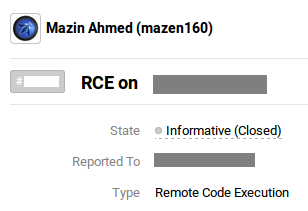 Mazin Ahmed (mazen160)
#
RCE on
State Informative (Closed)
Reported To
Type Remote Code Execution